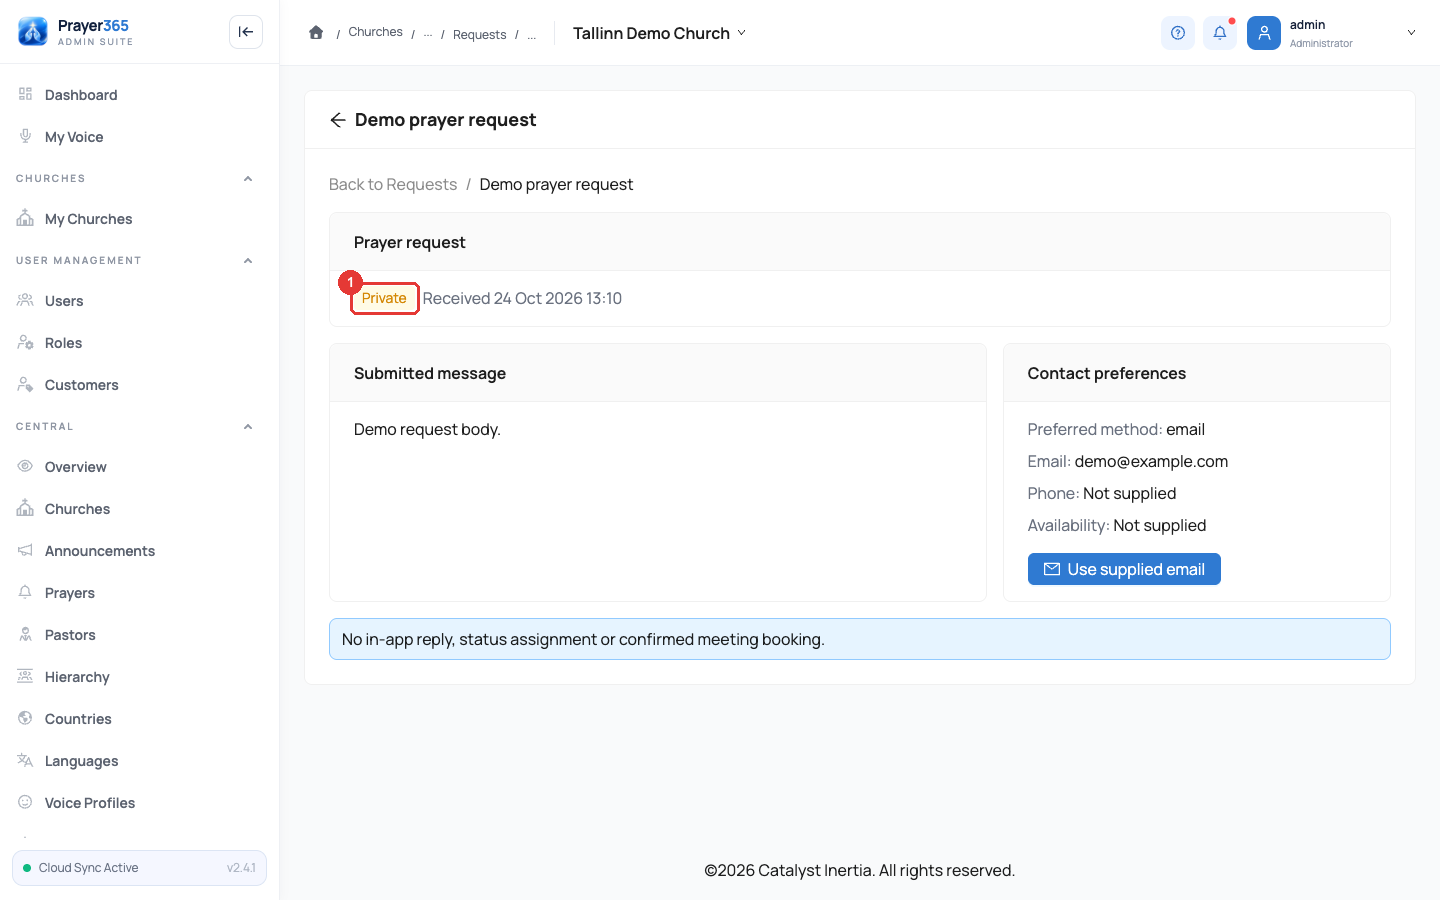 Prayer365
ADMIN SUITE
Dashboard
My Voice
CHURCHES
My Churches
USER MANAGEMENT
Users
Roles
Customers
CENTRAL
Overview
Churches
Announcements
Prayers
Pastors
Hierarchy
Countries
Languages
Voice Profiles
Cloud Sync Active v2.4.1
/ Churches / ... / Requests / ... Tallinn Demo Church
admin
Administrator
Demo prayer request
Back to Requests / Demo prayer request
Prayer request
1
Private Received 24 Oct 2026 13:10
Submitted message
Demo request body.
Contact preferences
Preferred method: email
Email: demo@example.com
Phone: Not supplied
Availability: Not supplied
Use supplied email
No in-app reply, status assignment or confirmed meeting booking.
©2026 Catalyst Inertia. All rights reserved.